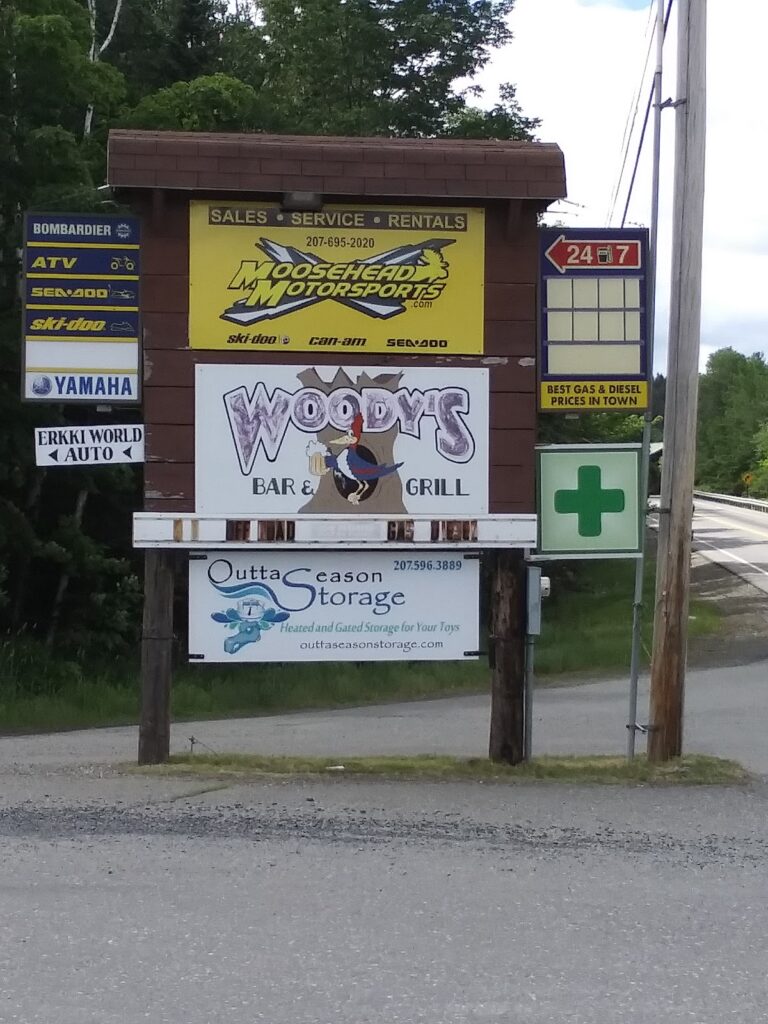 BOMBARDIER
ATV
SEA-DOO
ski-doo
YAMAHA
ERKKI WORLD
AUTO
SALES • SERVICE • RENTALS
207-695-2020
MOOSEHEAD
MOTORSPORTS
.com
ski-doo can-am SEA-DOO
WOODY'S
BAR & GRILL
OUTTA SEASON
STORAGE
207.596.3889
Heated and Gated Storage for Your Toys
outtaseasonstorage.com
24 7
BEST GAS & DIESEL
PRICES IN TOWN